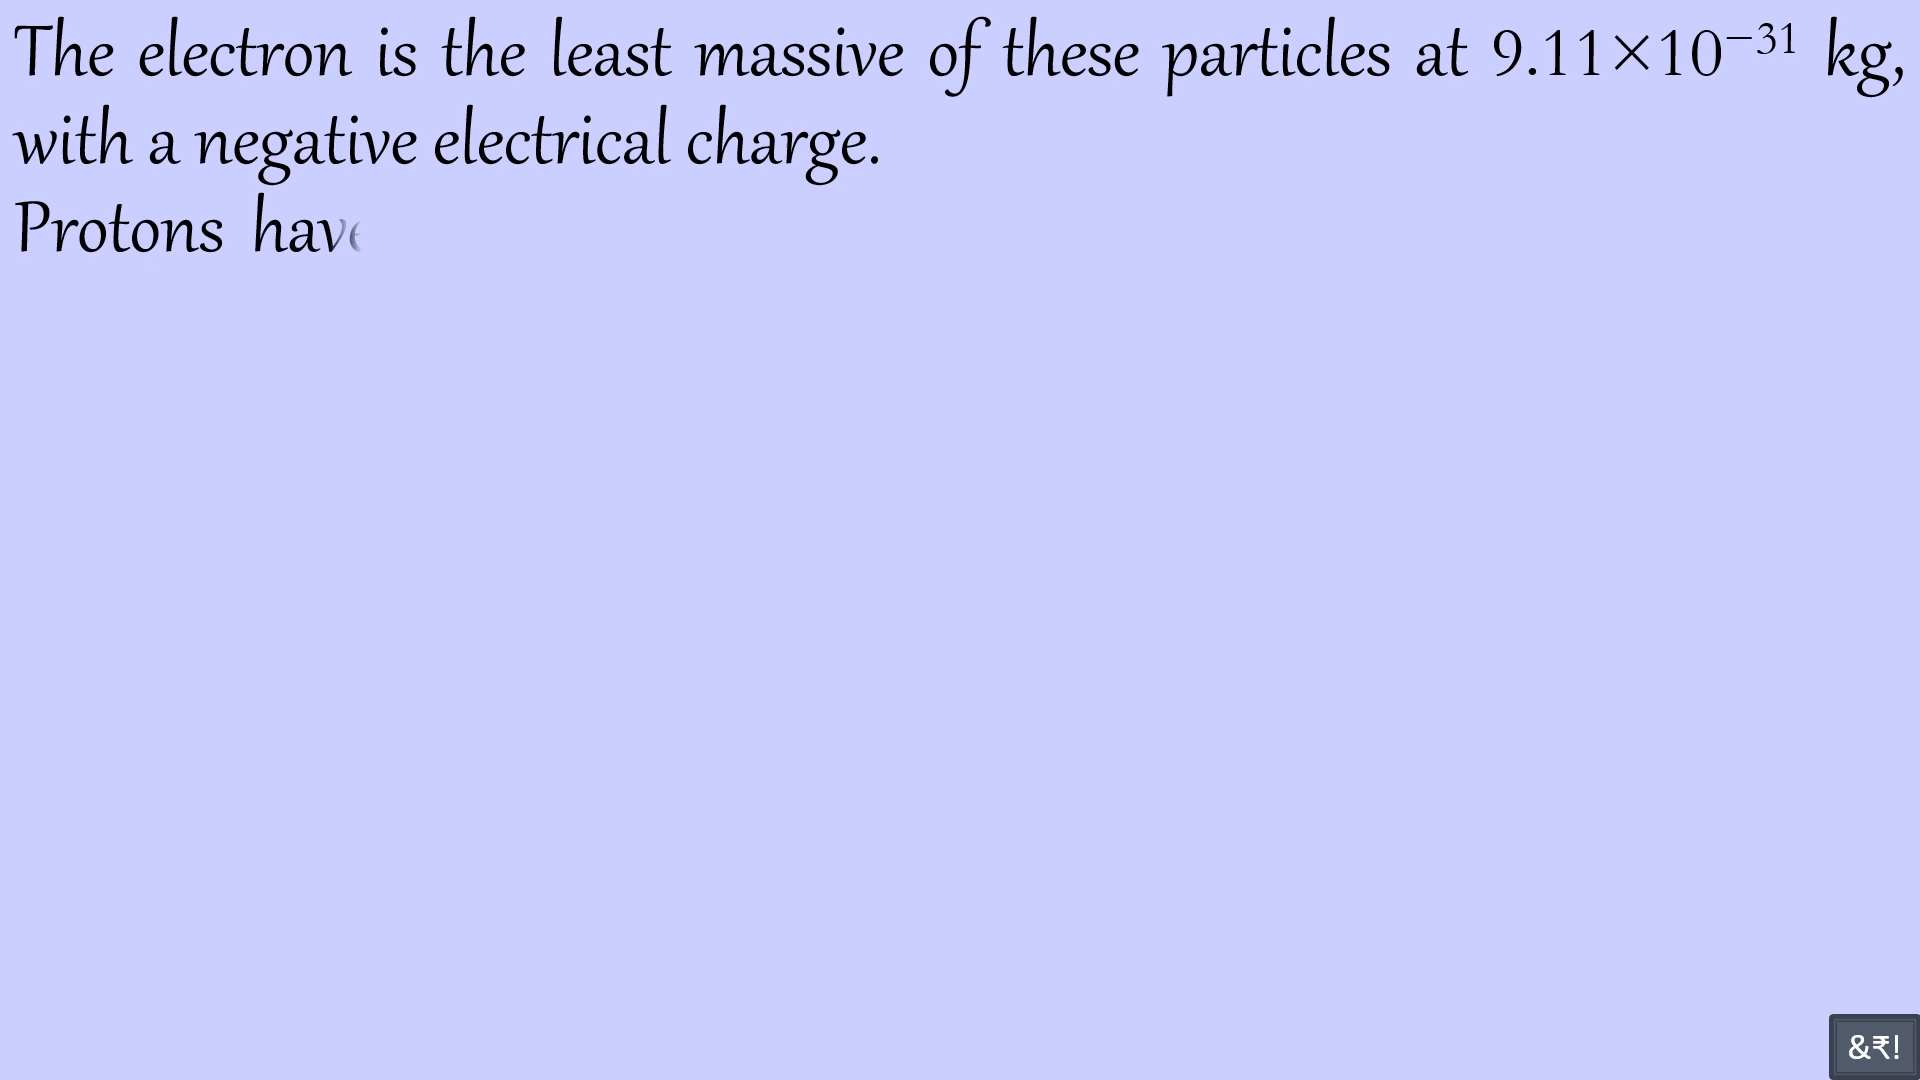 The electron is the least massive of these particles at 9.11×10⁻³¹ kg,
with a negative electrical charge.
Protons have
&₹!